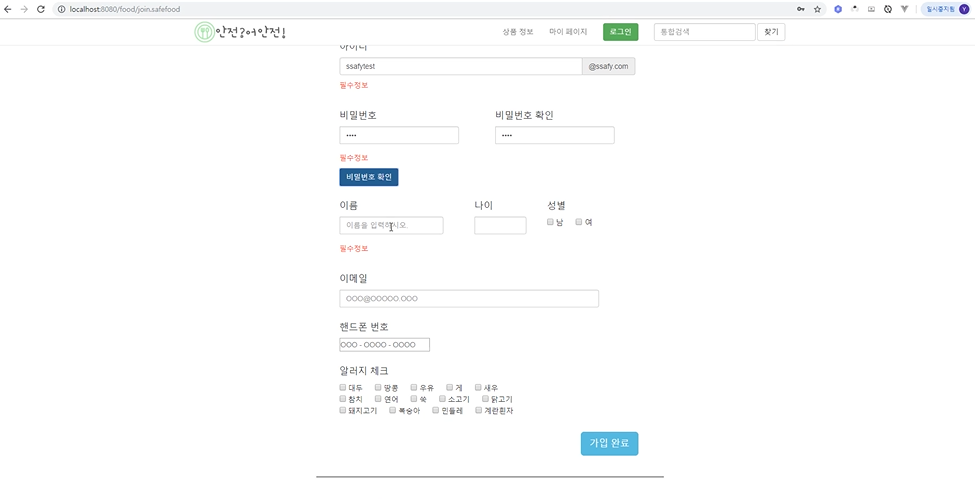 localhost:8080/food/join.safefood
일시중지됨 Y
안전?어안전!
상품 정보 마이 페이지 로그인 통합검색 찾기
아이디
ssafytest @ssafy.com
필수정보
비밀번호 비밀번호 확인
•••• ••••
필수정보
비밀번호 확인
이름 나이 성별
이름을 입력하시오. 남 여
필수정보
이메일
OOO@OOOOO.OOO
핸드폰 번호
OOO - OOOO - OOOO
알러지 체크
대두 땅콩 우유 게 새우
참치 연어 쑥 소고기 닭고기
돼지고기 복숭아 민들레 계란흰자
가입 완료